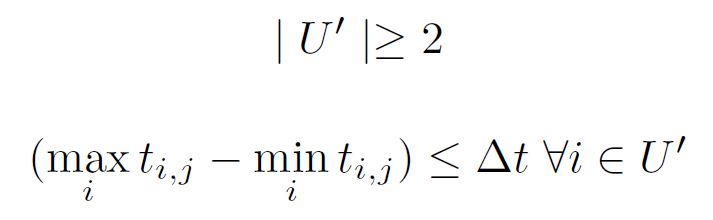 | U′ |≥ 2
(max_i t_{i,j} − min_i t_{i,j}) ≤ Δt ∀i ∈ U′